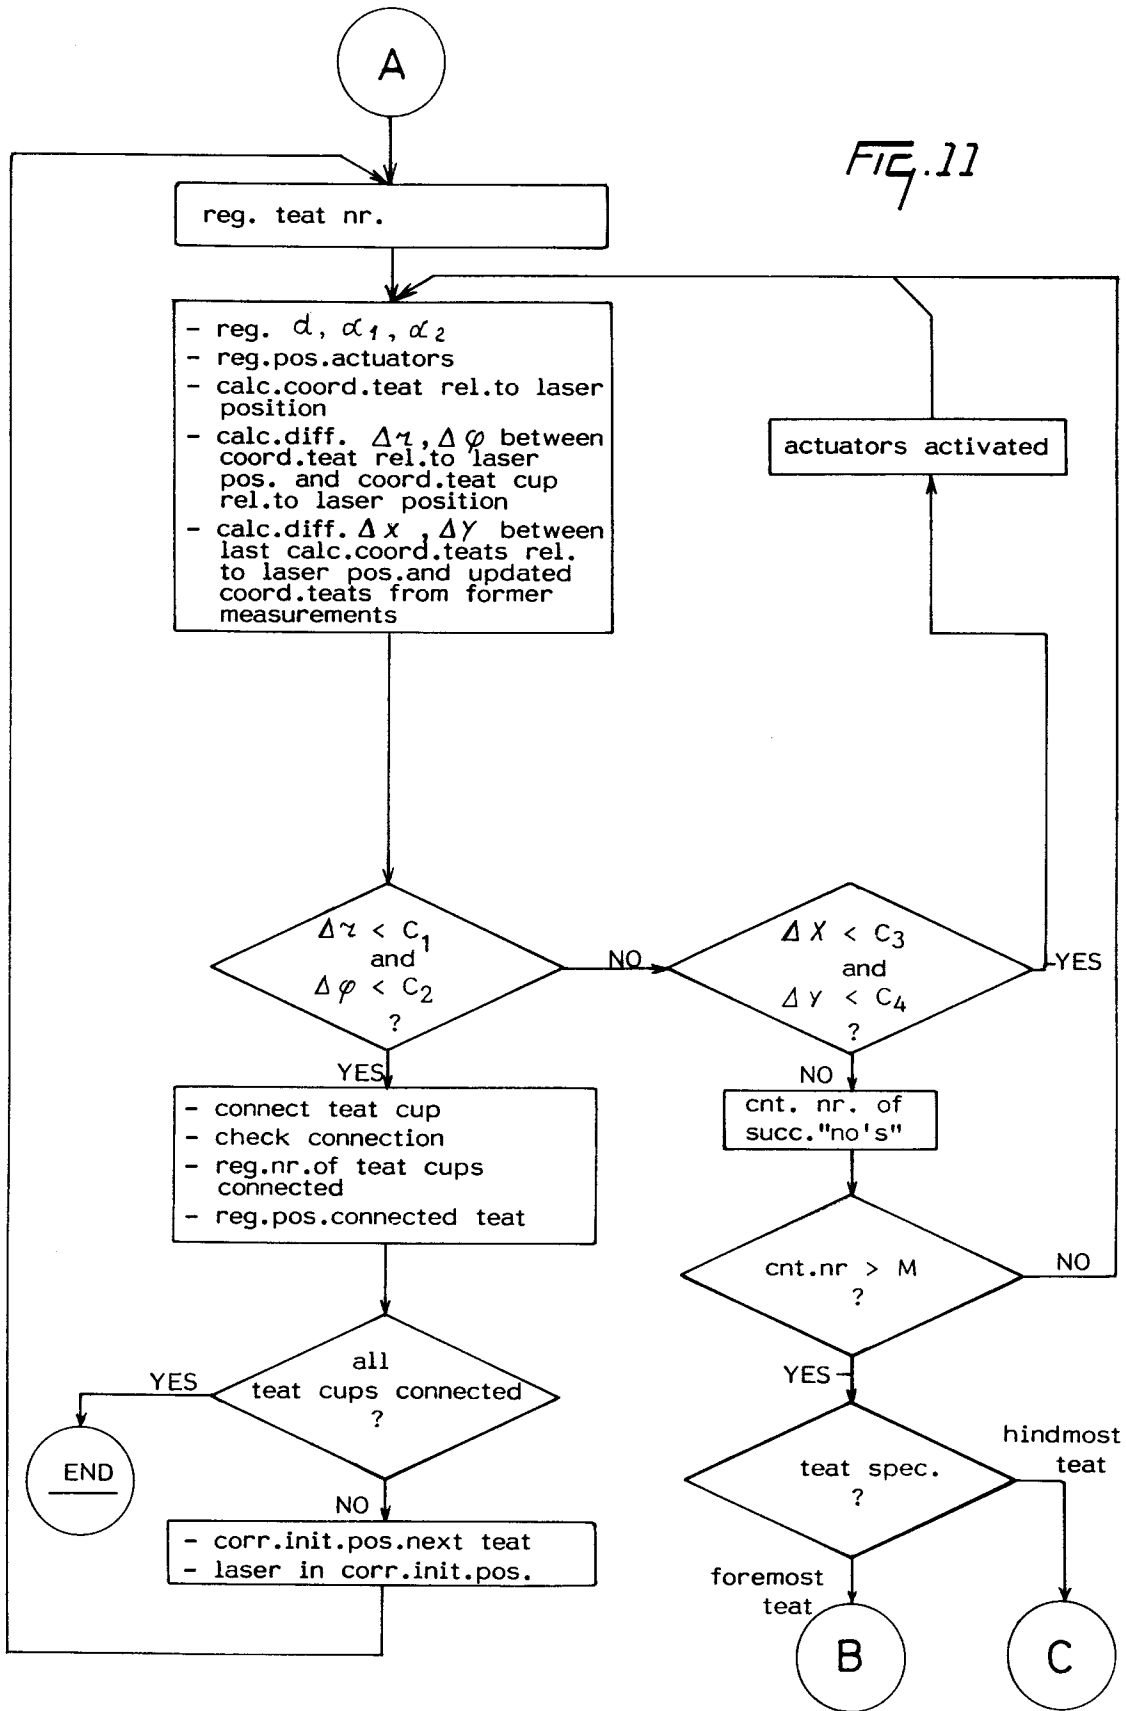 A
FIG.11
reg. teat nr.
- reg. d, α1, α2
- reg.pos.actuators
- calc.coord.teat rel.to laser
position
- calc.diff. Δr, Δφ between
coord.teat rel.to laser
pos. and coord.teat cup
rel.to laser position
- calc.diff. ΔX , ΔY between
last calc.coord.teats rel.
to laser pos.and updated
coord.teats from former
measurements
actuators activated
Δr < C1
and
Δφ < C2
?
NO
ΔX < C3
and
ΔY < C4
?
YES
YES
- connect teat cup
- check connection
- reg.nr.of teat cups
connected
- reg.pos.connected teat
NO
cnt. nr. of
succ."no's"
cnt.nr > M
?
NO
YES
all
teat cups connected
?
YES
END
NO
- corr.init.pos.next teat
- laser in corr.init.pos.
teat spec.
?
hindmost
teat
foremost
teat
B
C